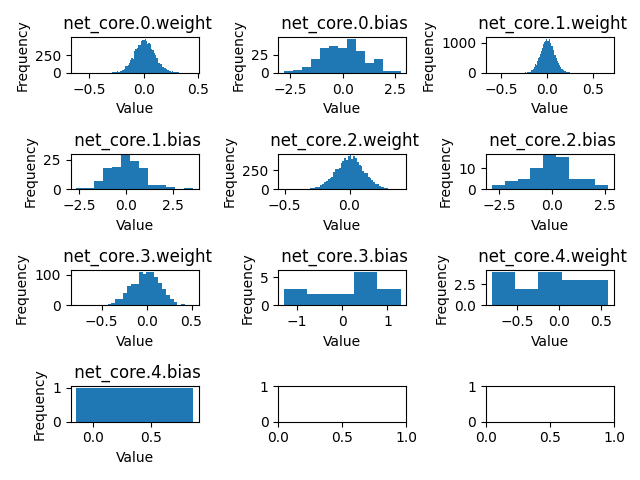 net_core.0.weight
net_core.0.bias
net_core.1.weight
Frequency
250
0
−0.5 0.0 0.5
Value
Frequency
25
0
−2.5 0.0 2.5
Value
Frequency
1000
0
−0.5 0.0 0.5
Value
net_core.1.bias
net_core.2.weight
net_core.2.bias
Frequency
25
0
−2.5 0.0 2.5
Value
Frequency
250
0
−0.5 0.0
Value
Frequency
10
0
−2.5 0.0 2.5
Value
net_core.3.weight
net_core.3.bias
net_core.4.weight
Frequency
100
0
−0.5 0.0 0.5
Value
Frequency
5
0
−1 0 1
Value
Frequency
2.5
0.0
−0.5 0.0 0.5
Value
net_core.4.bias
Frequency
1
0
0.0 0.5
Value
1
0
0.0 0.5 1.0
1
0
0.0 0.5 1.0